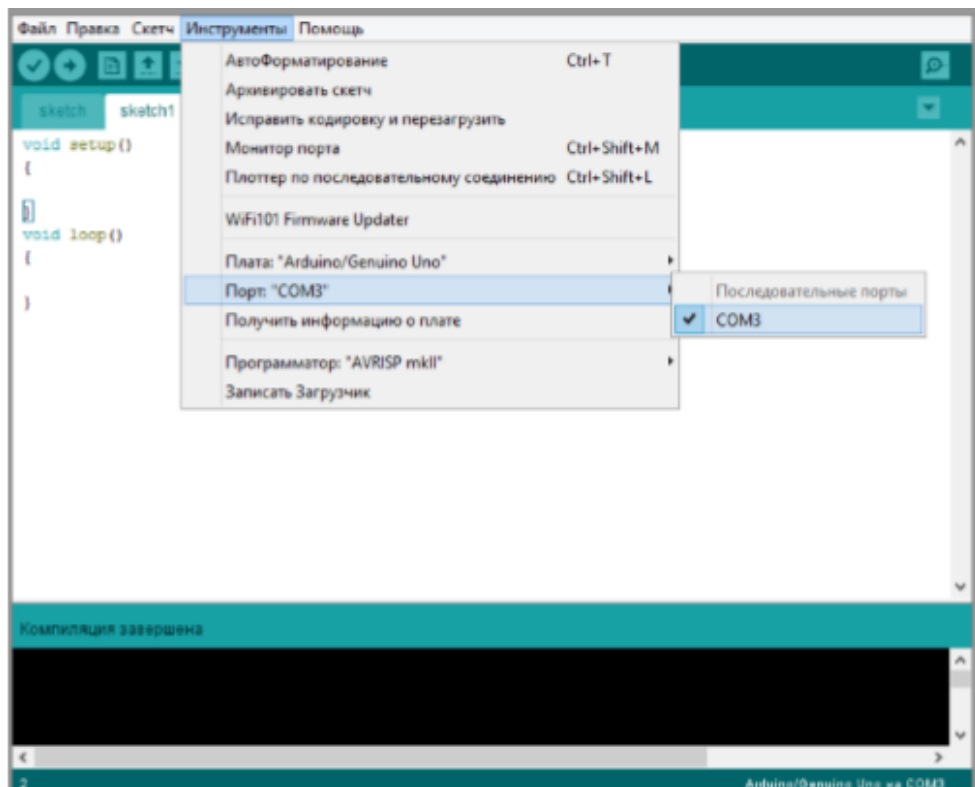 Файл Правка Скетч Инструменты Помощь
АвтоФорматирование Ctrl+T
Архивировать скетч
Исправить кодировку и перезагрузить
Монитор порта Ctrl+Shift+M
Плоттер по последовательному соединению Ctrl+Shift+L
WiFi101 Firmware Updater
Плата: "Arduino/Genuino Uno"
Порт: "COM3"
Получить информацию о плате
Программатор: "AVRISP mkII"
Записать Загрузчик
Последовательные порты
COM3
sketch sketch1
void setup()
{
}
void loop()
{
}
Компиляция завершена
2 Arduino/Genuino Uno на COM3